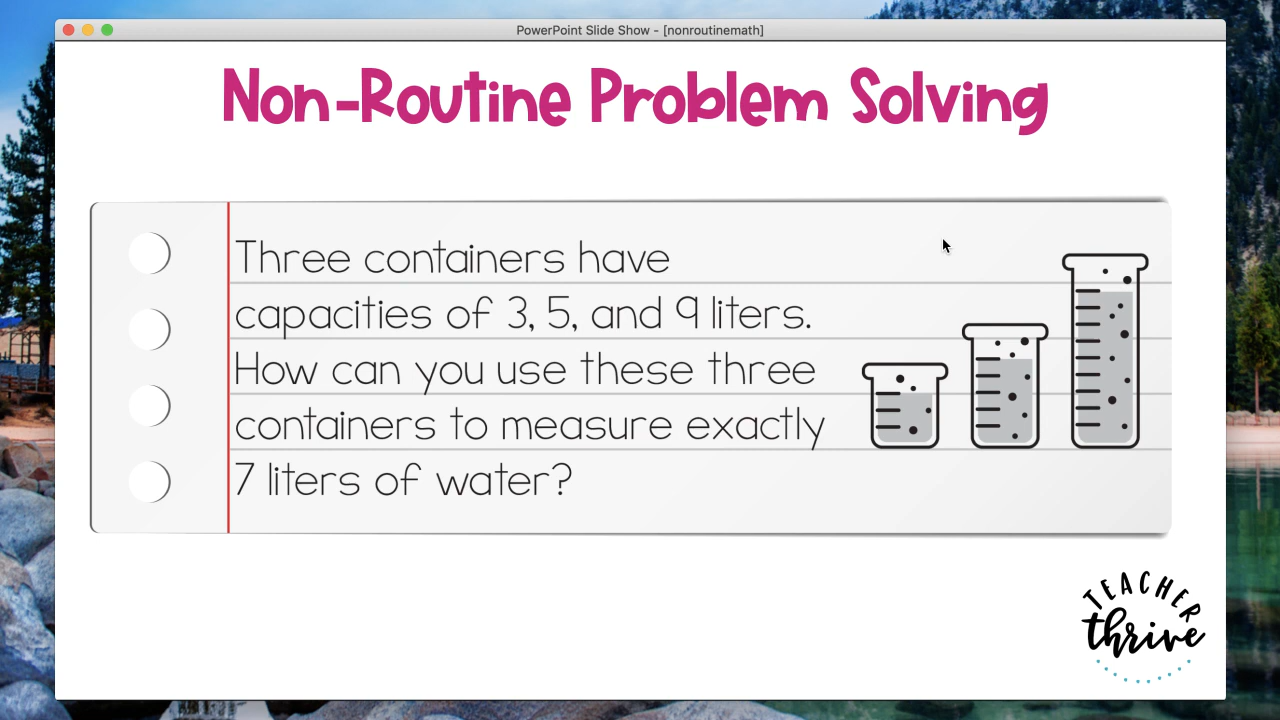 PowerPoint Slide Show - [nonroutinemath]
Non-Routine Problem Solving
Three containers have
capacities of 3, 5, and 9 liters.
How can you use these three
containers to measure exactly
7 liters of water?
TEACHER
thrive